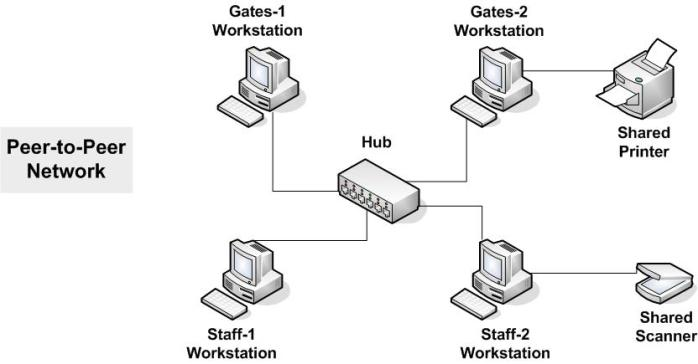 Gates-1
Workstation
Gates-2
Workstation
Shared
Printer
Hub
Peer-to-Peer
Network
Staff-1
Workstation
Staff-2
Workstation
Shared
Scanner